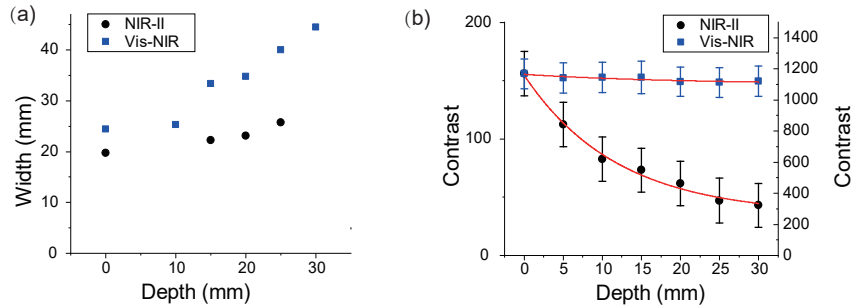 (a)
NIR-II
Vis-NIR
40
30
20
10
0
Width (mm)
0 10 20 30
Depth (mm)
(b)
NIR-II
Vis-NIR
200
100
0
Contrast
1400
1200
1000
800
600
400
200
0
Contrast
0 5 10 15 20 25 30
Depth (mm)